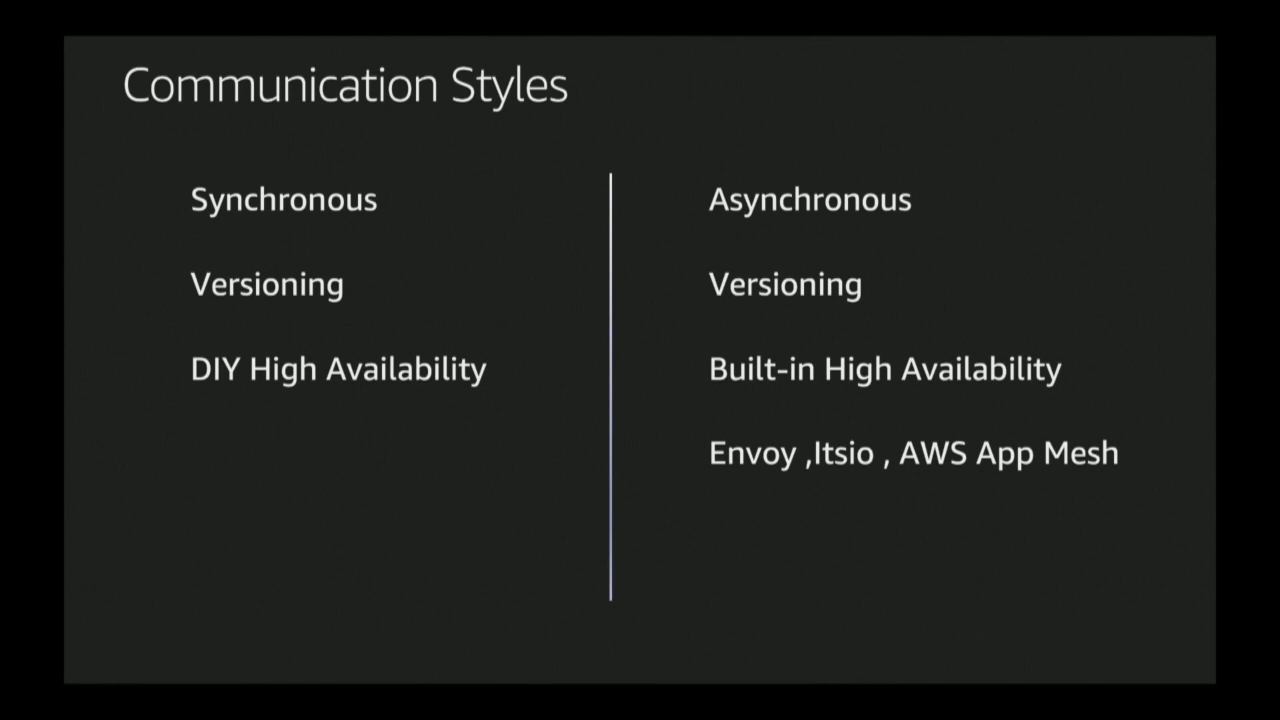 Communication Styles
Synchronous
Versioning
DIY High Availability
Asynchronous
Versioning
Built-in High Availability
Envoy ,Itsio , AWS App Mesh